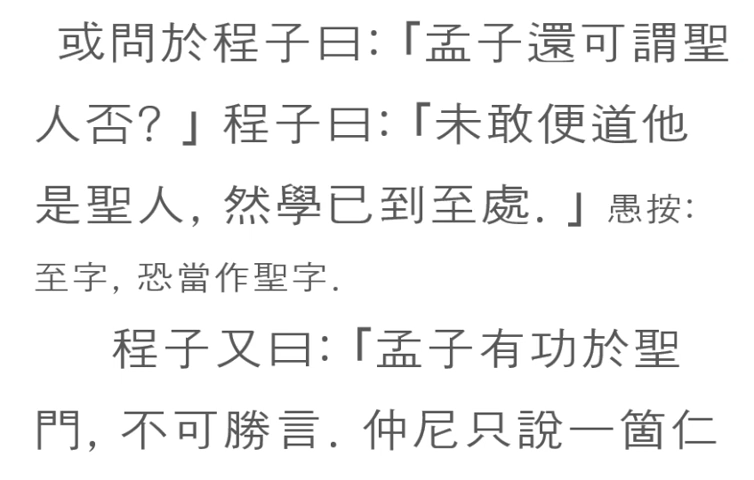 或問於程子曰：「孟子還可謂聖
人否？」程子曰：「未敢便道他
是聖人，然學已到至處．」愚按：
至字，恐當作聖字．
程子又曰：「孟子有功於聖
門，不可勝言．仲尼只說一箇仁